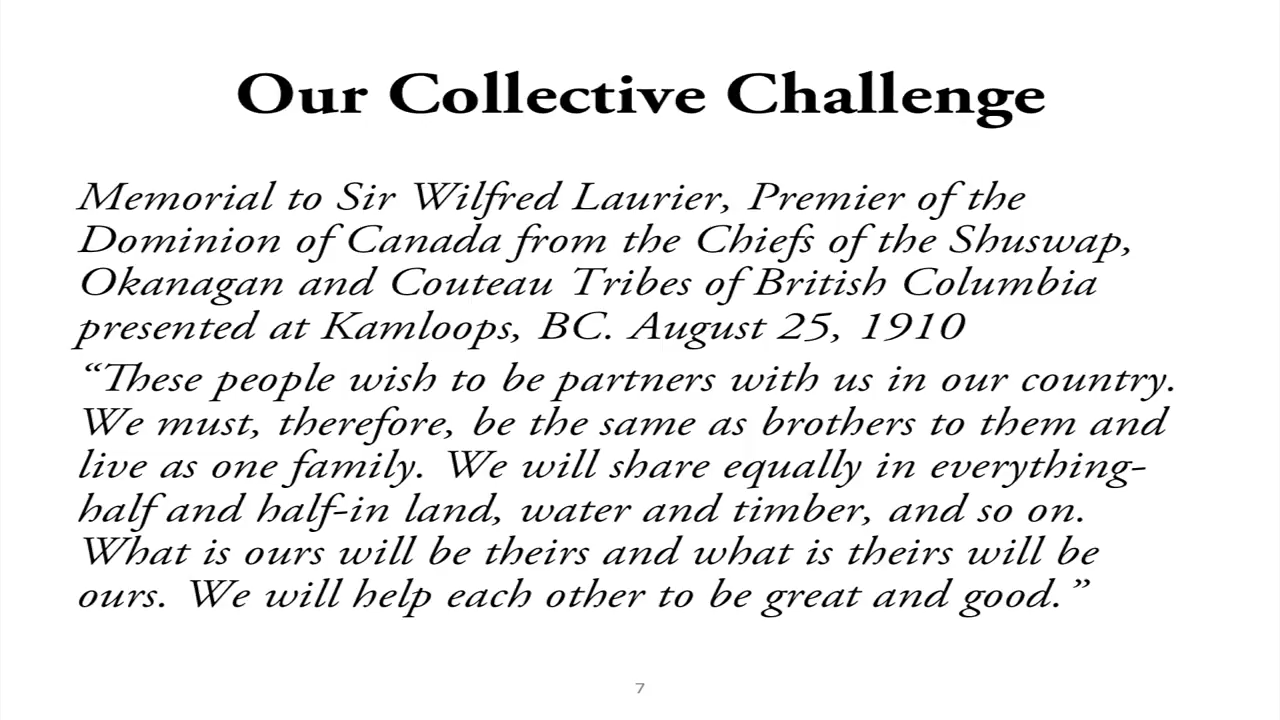 Our Collective Challenge
Memorial to Sir Wilfred Laurier, Premier of the
Dominion of Canada from the Chiefs of the Shuswap,
Okanagan and Couteau Tribes of British Columbia
presented at Kamloops, BC. August 25, 1910
“These people wish to be partners with us in our country.
We must, therefore, be the same as brothers to them and
live as one family. We will share equally in everything-
half and half-in land, water and timber, and so on.
What is ours will be theirs and what is theirs will be
ours. We will help each other to be great and good.”
7